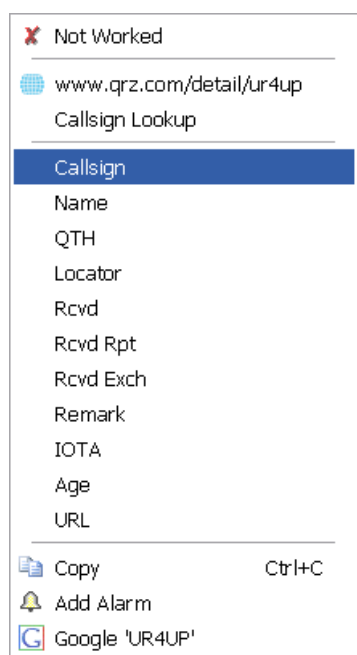 Not Worked
www.qrz.com/detail/ur4up
Callsign Lookup
Callsign
Name
QTH
Locator
Rcvd
Rcvd Rpt
Rcvd Exch
Remark
IOTA
Age
URL
Copy Ctrl+C
Add Alarm
G Google 'UR4UP'